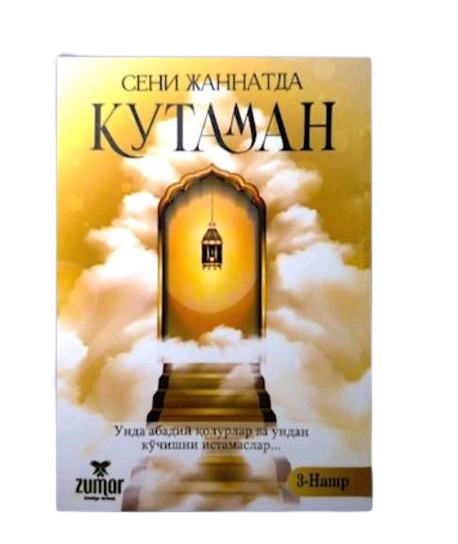 СЕНИ ЖАННАТДА
КУТАМАН
Унда абадий қолурлар ва ундан
кўчишни истамаслар...
zumar
3-Нашр